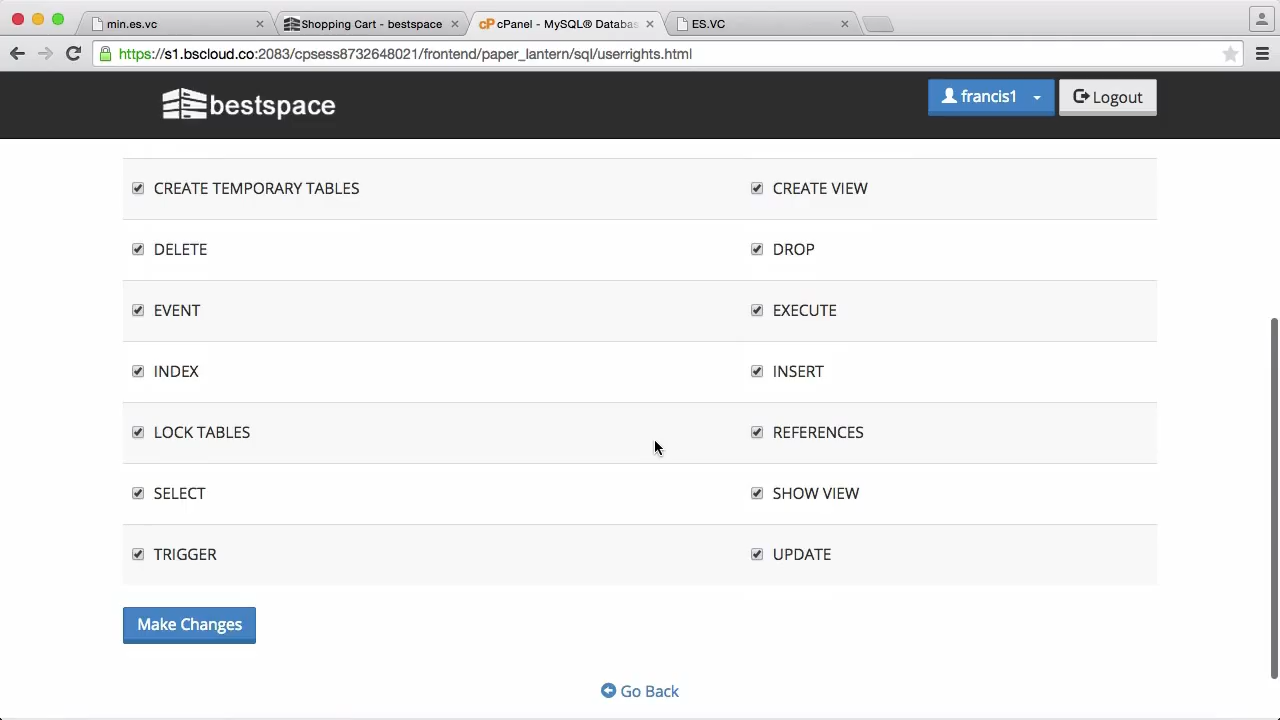 min.es.vc
Shopping Cart - bestspace
cPanel - MySQL® Databas
ES.VC
https://s1.bscloud.co:2083/cpsess8732648021/frontend/paper_lantern/sql/userrights.html
bestspace
francis1
Logout
CREATE TEMPORARY TABLES
CREATE VIEW
DELETE
DROP
EVENT
EXECUTE
INDEX
INSERT
LOCK TABLES
REFERENCES
SELECT
SHOW VIEW
TRIGGER
UPDATE
Make Changes
Go Back